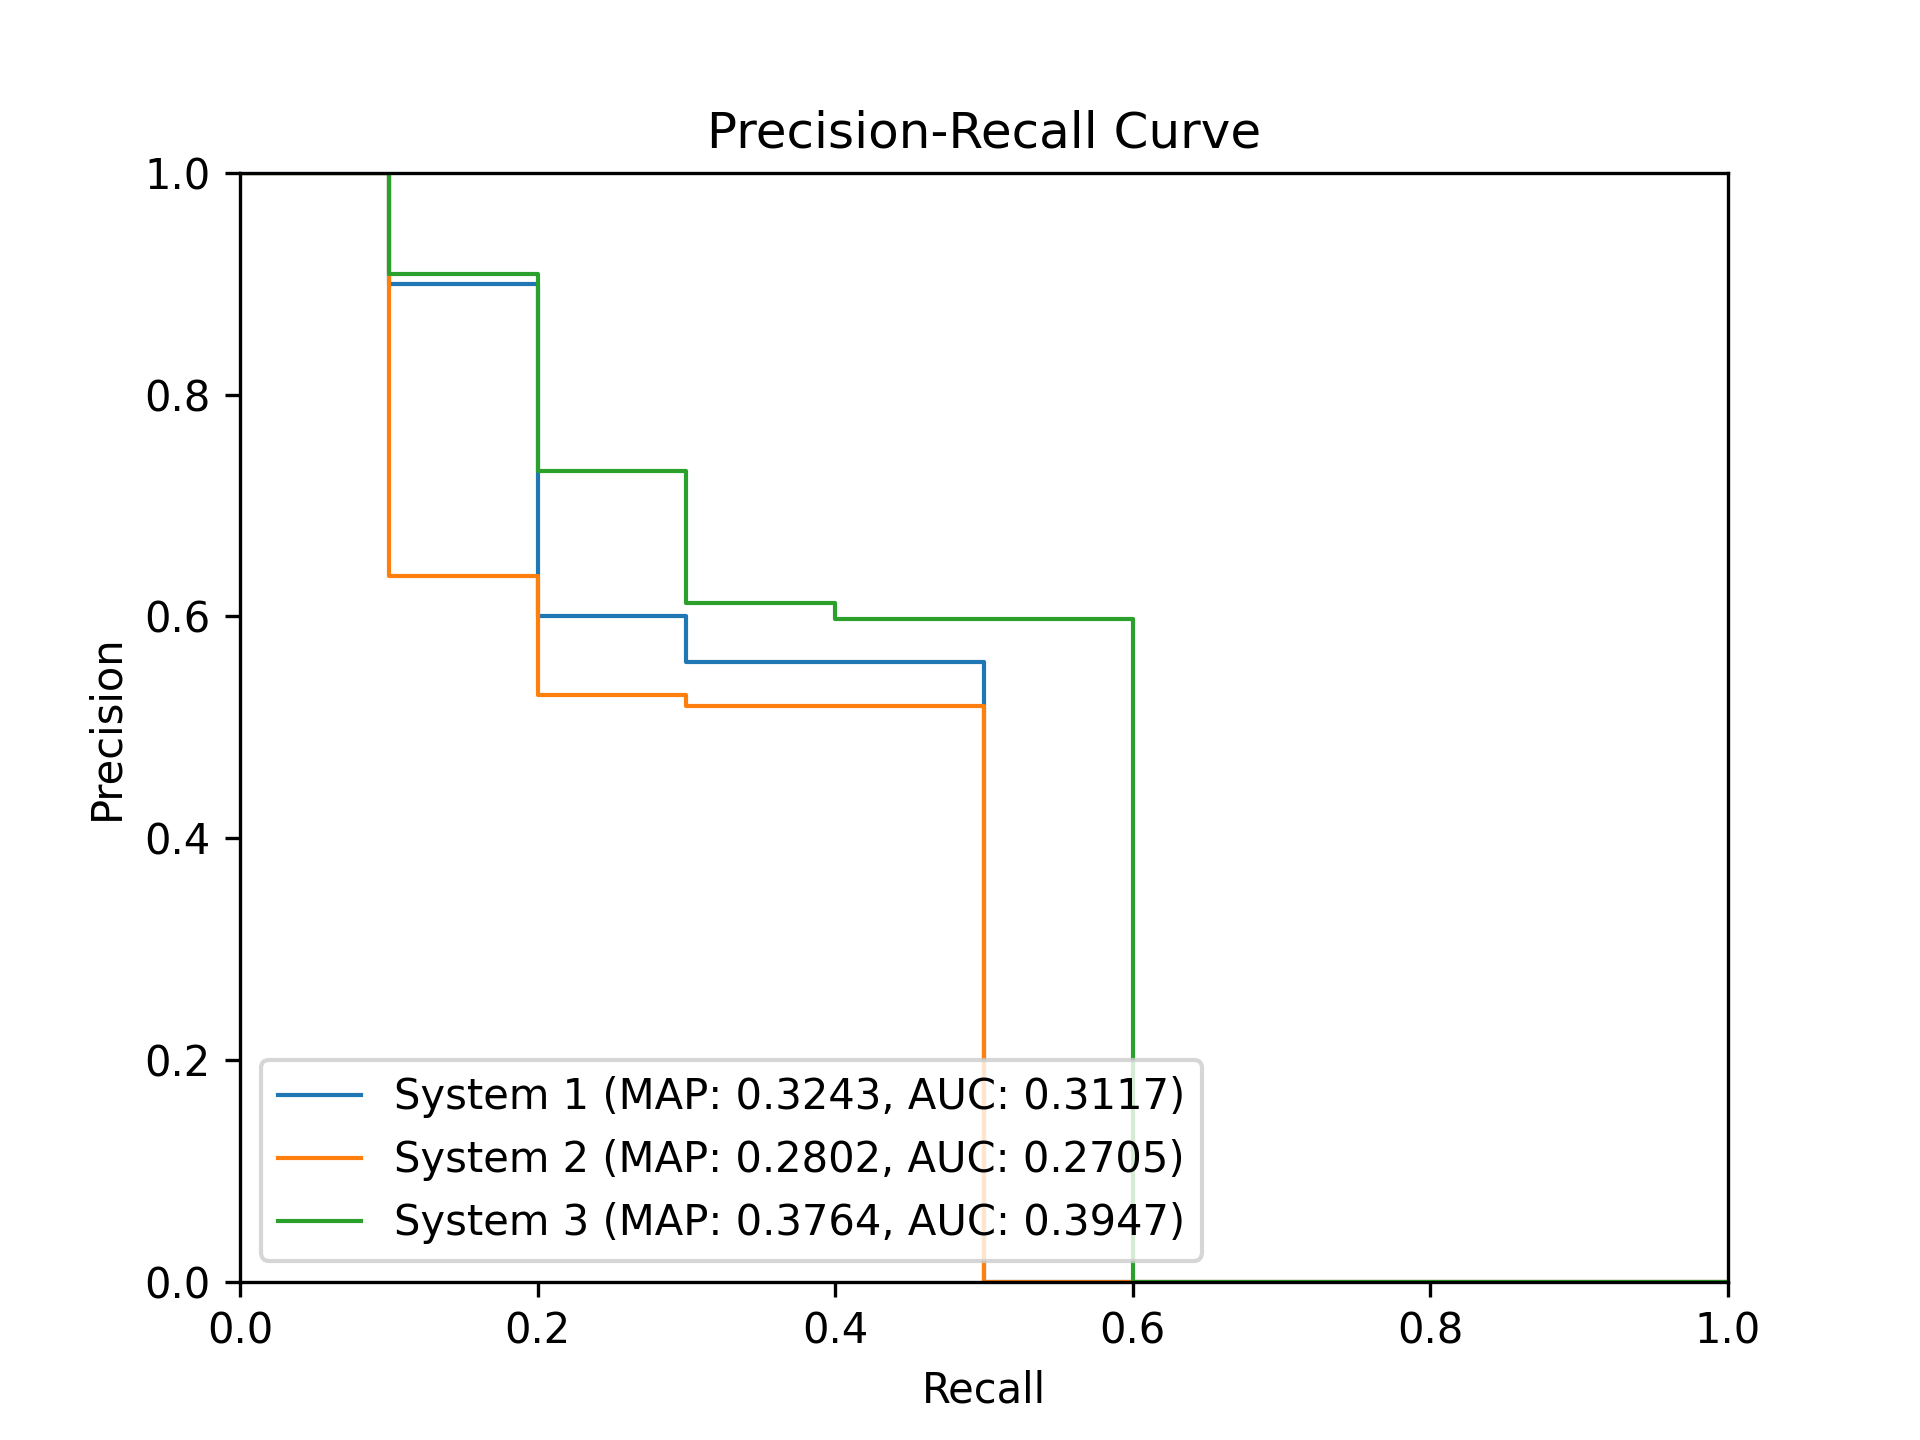 Precision-Recall Curve
1.0
0.8
0.6
0.4
0.2
0.0
Precision
System 1 (MAP: 0.3243, AUC: 0.3117)
System 2 (MAP: 0.2802, AUC: 0.2705)
System 3 (MAP: 0.3764, AUC: 0.3947)
0.0 0.2 0.4 0.6 0.8 1.0
Recall